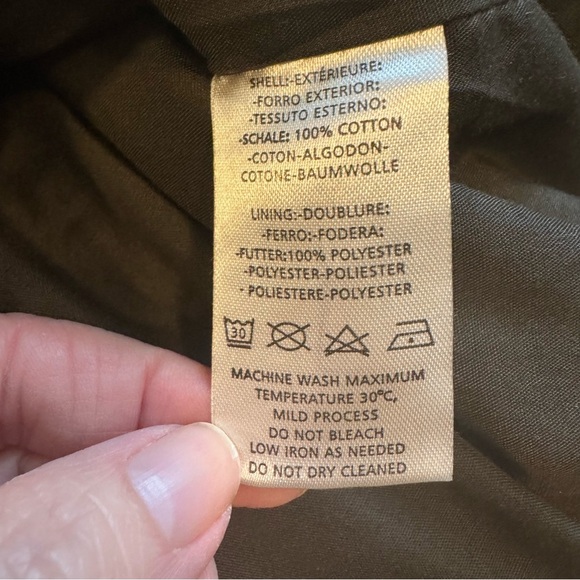 SHELL:-EXTÉRIEURE:
-FORRO EXTERIOR:
-TESSUTO ESTERNO:
-SCHALE: 100% COTTON
-COTON-ALGODON-
COTONE-BAUMWOLLE
LINING:-DOUBLURE:
-FERRO:-FODERA:
-FUTTER:100% POLYESTER
-POLYESTER-POLIESTER
- POLIESTERE-POLYESTER
30
MACHINE WASH MAXIMUM
TEMPERATURE 30°C,
MILD PROCESS
DO NOT BLEACH
LOW IRON AS NEEDED
DO NOT DRY CLEANED